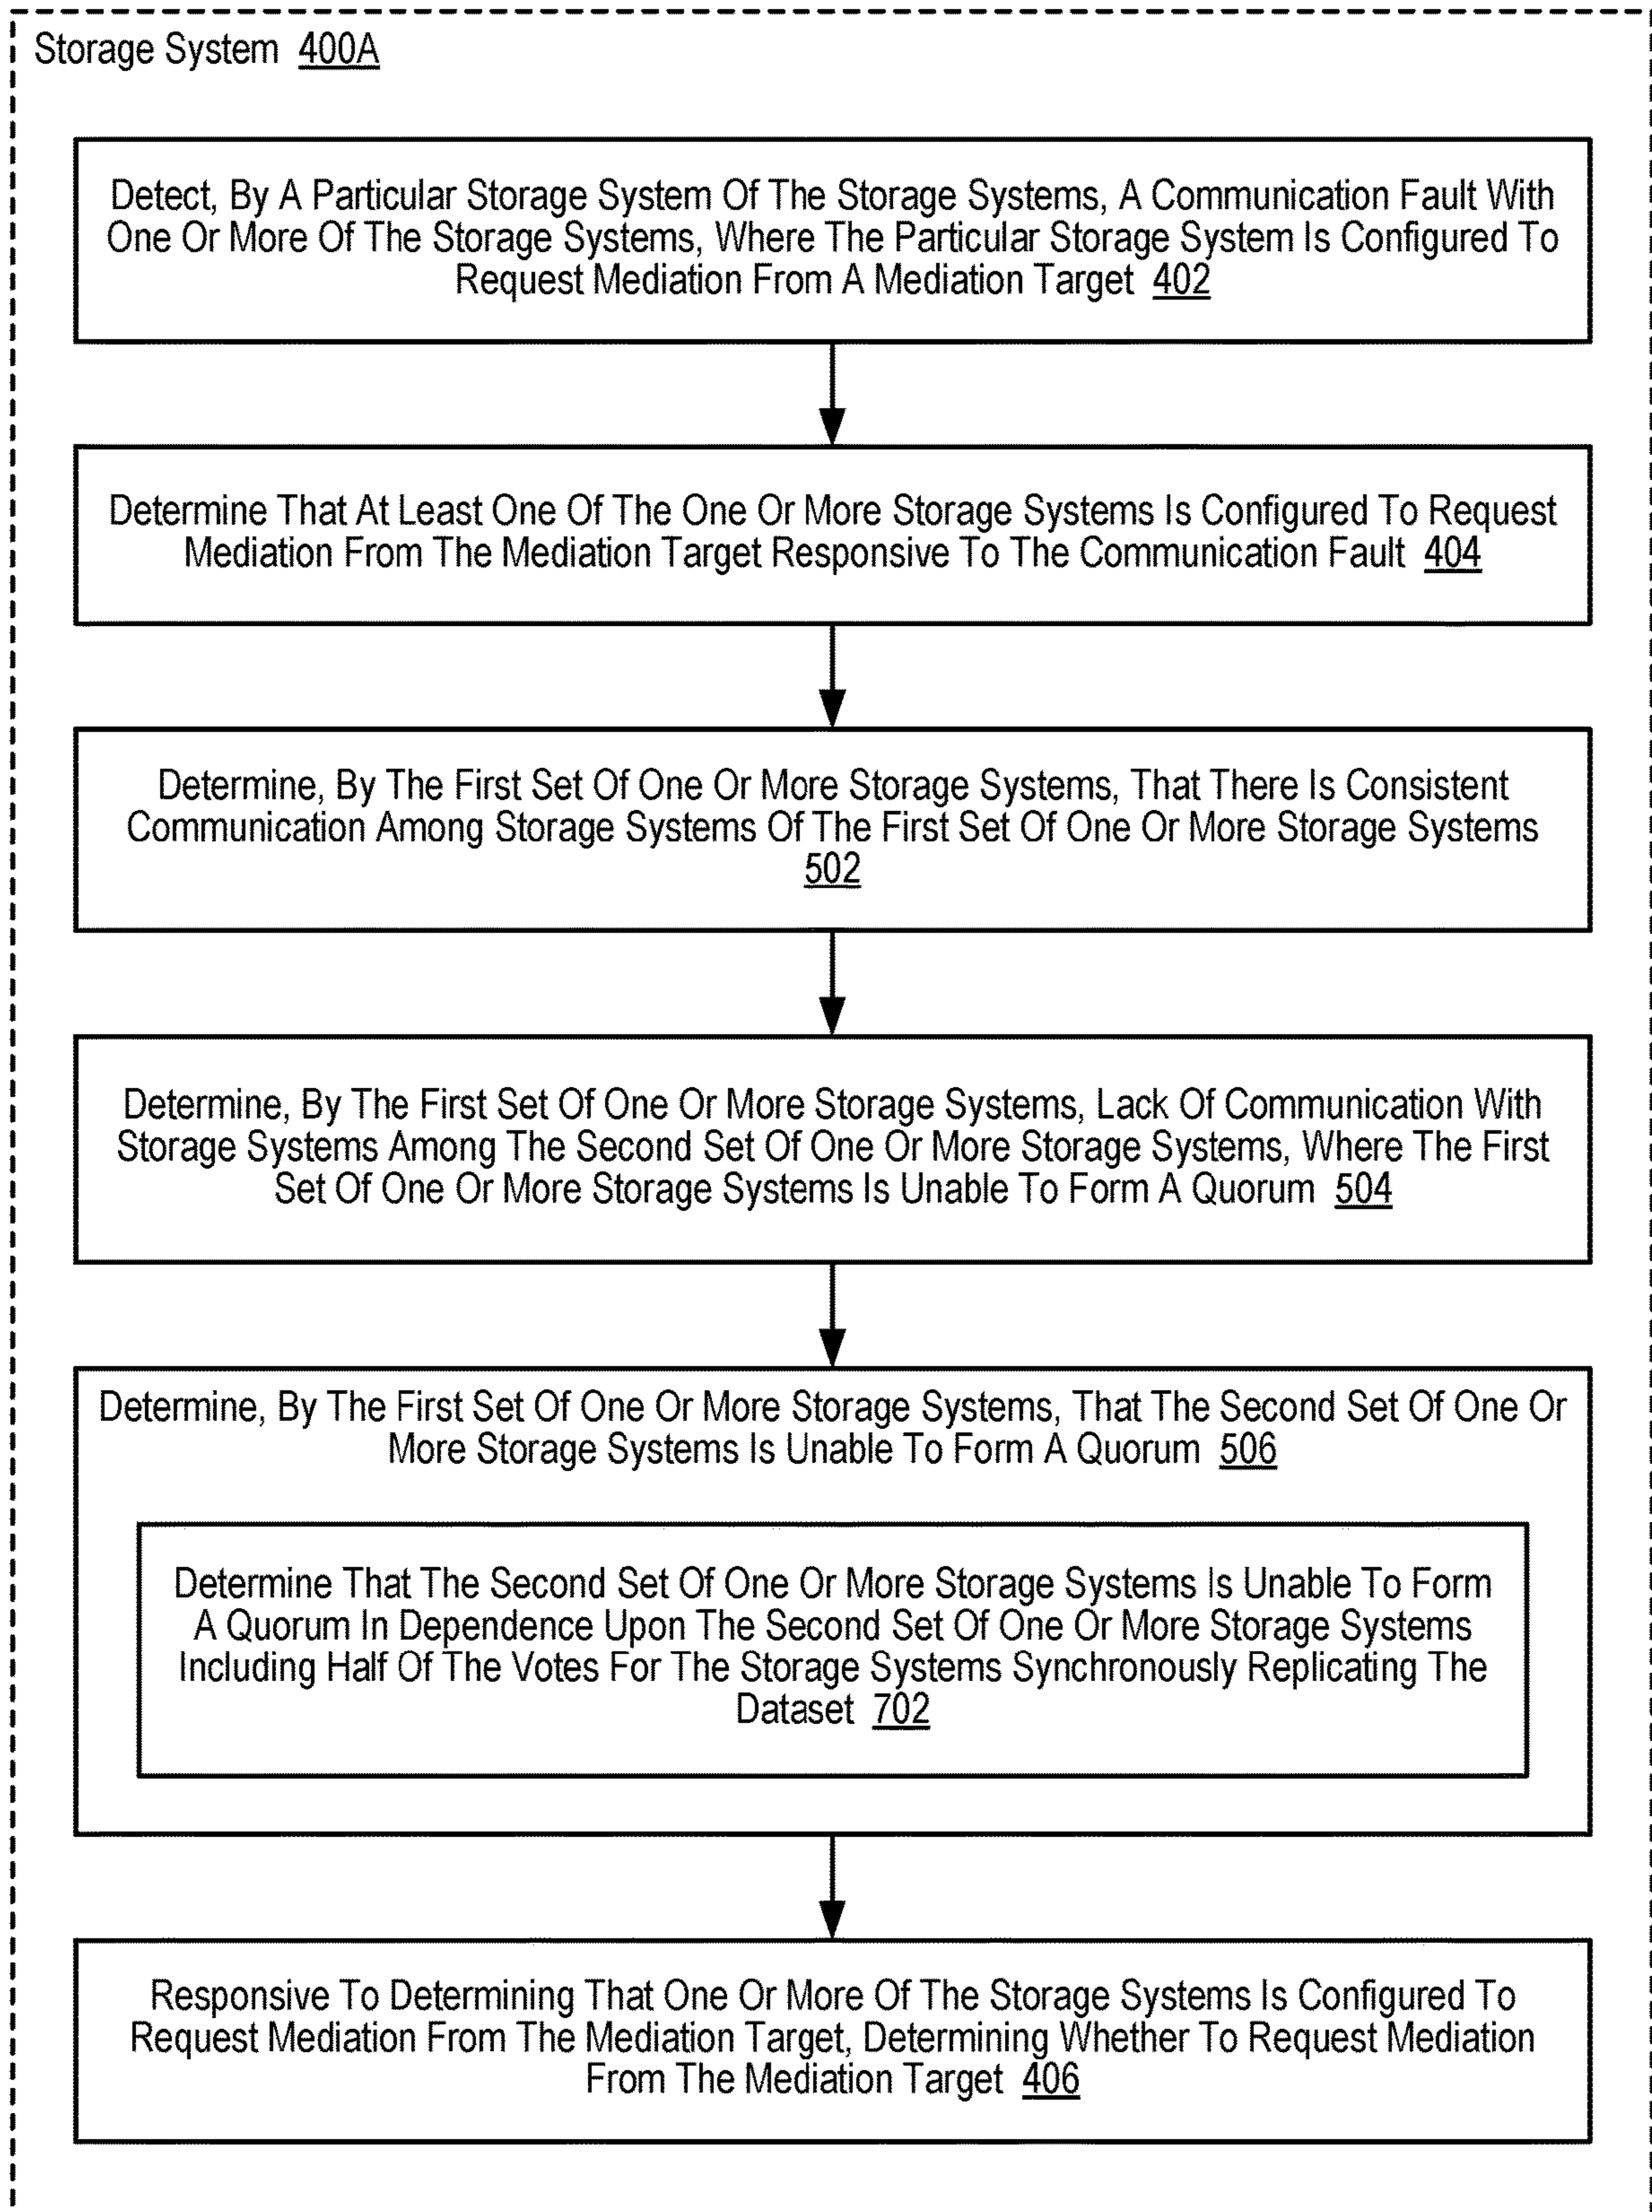 Storage System 400A
Detect, By A Particular Storage System Of The Storage Systems, A Communication Fault With
One Or More Of The Storage Systems, Where The Particular Storage System Is Configured To
Request Mediation From A Mediation Target 402
Determine That At Least One Of The One Or More Storage Systems Is Configured To Request
Mediation From The Mediation Target Responsive To The Communication Fault 404
Determine, By The First Set Of One Or More Storage Systems, That There Is Consistent
Communication Among Storage Systems Of The First Set Of One Or More Storage Systems
502
Determine, By The First Set Of One Or More Storage Systems, Lack Of Communication With
Storage Systems Among The Second Set Of One Or More Storage Systems, Where The First
Set Of One Or More Storage Systems Is Unable To Form A Quorum 504
Determine, By The First Set Of One Or More Storage Systems, That The Second Set Of One Or
More Storage Systems Is Unable To Form A Quorum 506
Determine That The Second Set Of One Or More Storage Systems Is Unable To Form
A Quorum In Dependence Upon The Second Set Of One Or More Storage Systems
Including Half Of The Votes For The Storage Systems Synchronously Replicating The
Dataset 702
Responsive To Determining That One Or More Of The Storage Systems Is Configured To
Request Mediation From The Mediation Target, Determining Whether To Request Mediation
From The Mediation Target 406